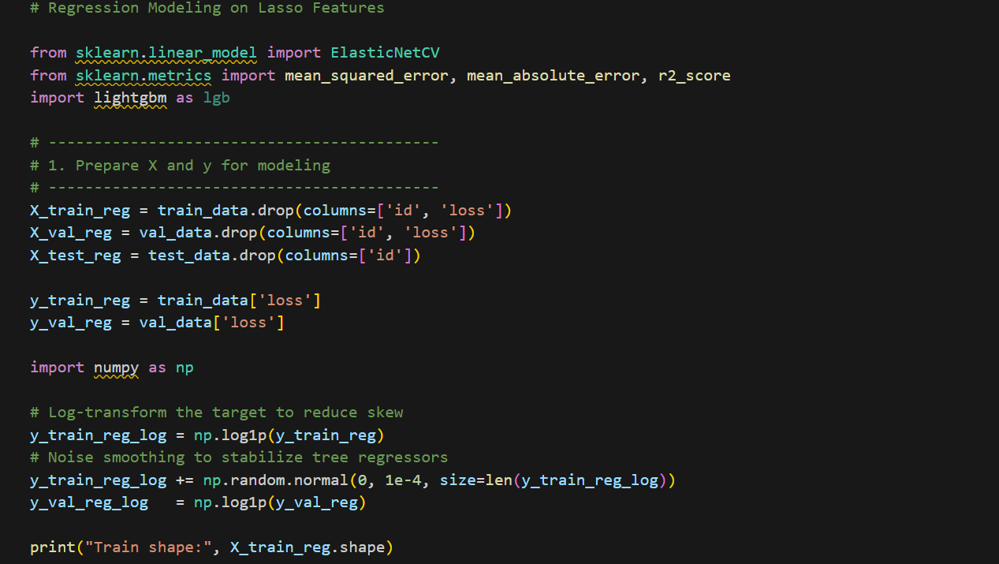 # Regression Modeling on Lasso Features
from sklearn.linear_model import ElasticNetCV
from sklearn.metrics import mean_squared_error, mean_absolute_error, r2_score
import lightgbm as lgb
# -------------------------------------------
# 1. Prepare X and y for modeling
# -------------------------------------------
X_train_reg = train_data.drop(columns=['id', 'loss'])
X_val_reg = val_data.drop(columns=['id', 'loss'])
X_test_reg = test_data.drop(columns=['id'])
y_train_reg = train_data['loss']
y_val_reg = val_data['loss']
import numpy as np
# Log-transform the target to reduce skew
y_train_reg_log = np.log1p(y_train_reg)
# Noise smoothing to stabilize tree regressors
y_train_reg_log += np.random.normal(0, 1e-4, size=len(y_train_reg_log))
y_val_reg_log   = np.log1p(y_val_reg)
print("Train shape:", X_train_reg.shape)